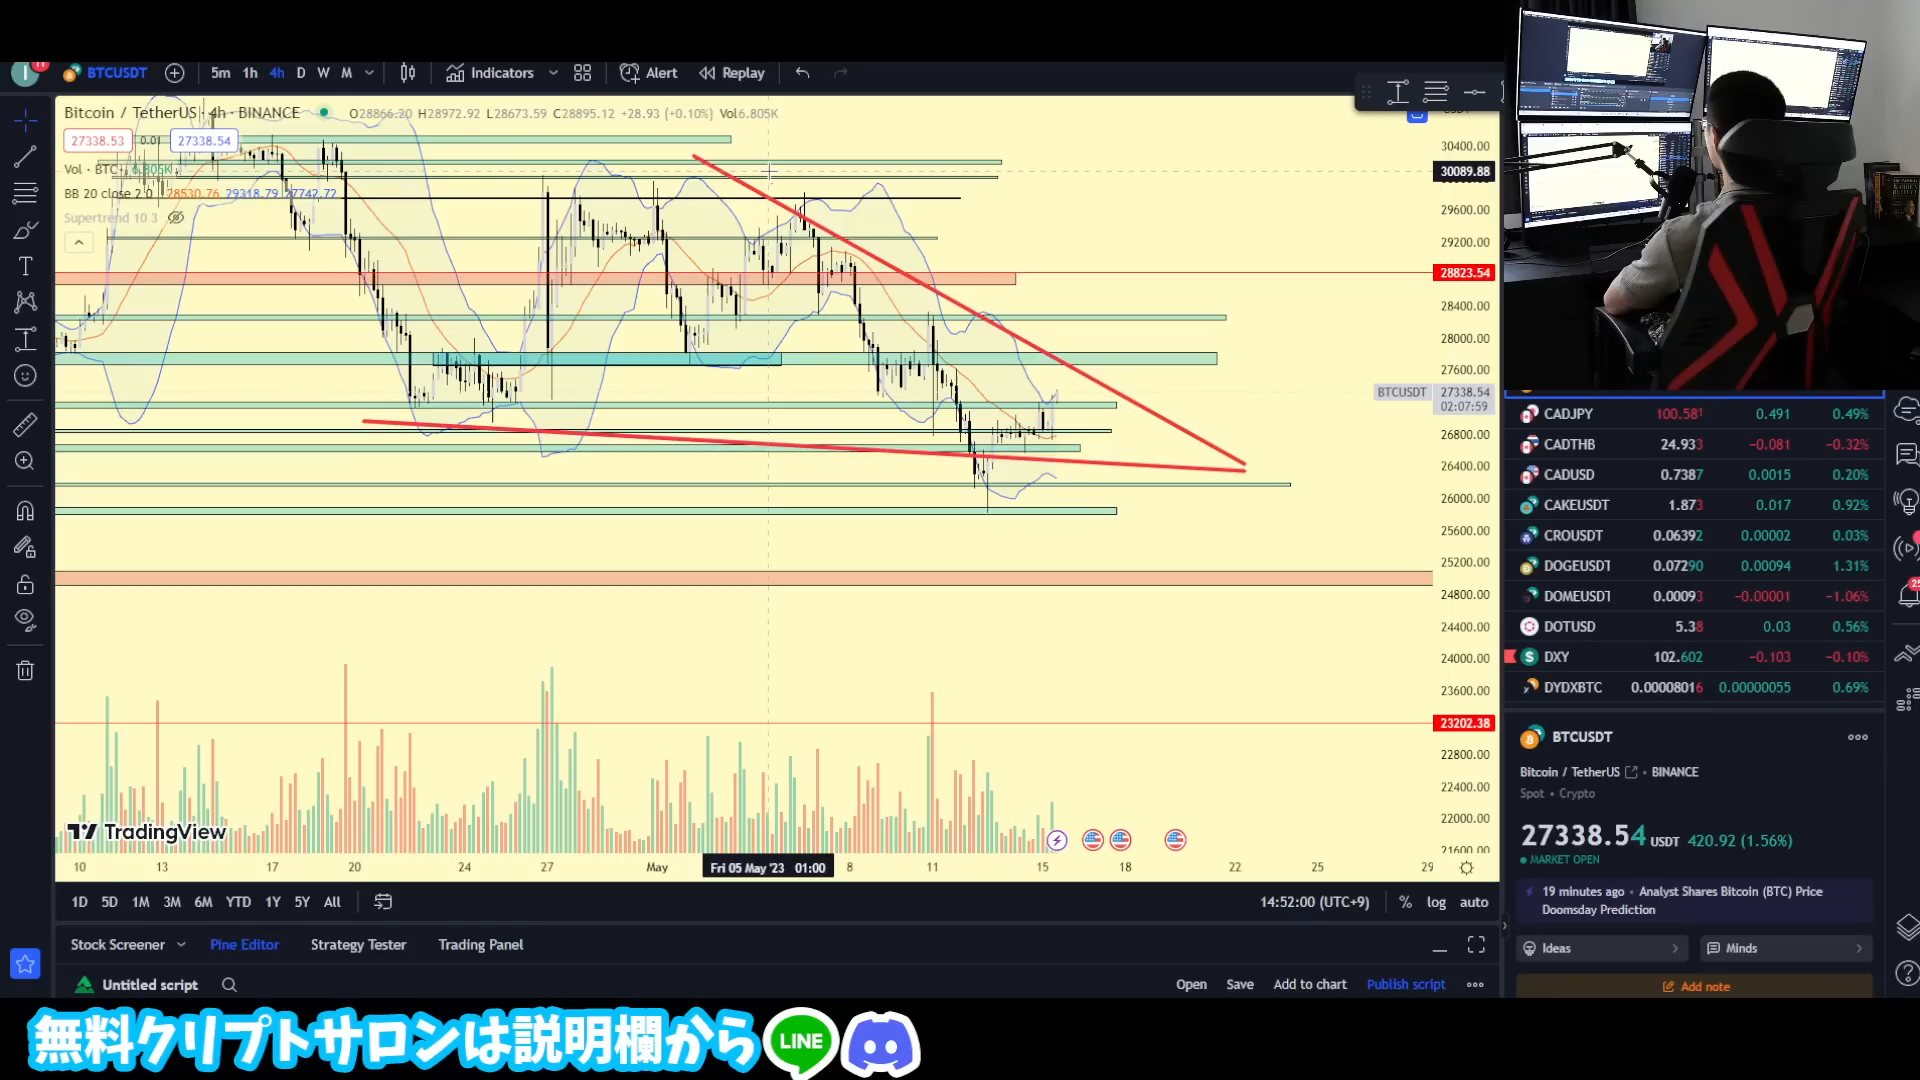 BTCUSDT 5m 1h 4h D W M Indicators Alert Replay
Bitcoin / TetherUS · 4h · BINANCE O28866.20 H28972.92 L28673.59 C28895.12 +28.93 (+0.10%) Vol6.805K
27338.53 0.01 27338.54
Vol · BTC 6.805K
BB 20 close 2 0 28530.76 29318.79 27742.72
Supertrend 10 3
30400.00
30089.88
29600.00
29200.00
28823.54
28400.00
28000.00
27600.00
BTCUSDT 27338.54
02:07:59
26800.00
26400.00
26000.00
25600.00
25200.00
24800.00
24400.00
24000.00
23600.00
23202.38
22800.00
22400.00
22000.00
21600.00
TradingView
10 13 17 20 24 27 May Fri 05 May '23 01:00 8 11 15 18 22 25 29
1D 5D 1M 3M 6M YTD 1Y 5Y All 14:52:00 (UTC+9) % log auto
Stock Screener Pine Editor Strategy Tester Trading Panel
Untitled script Open Save Add to chart Publish script
CADJPY 100.581 0.491 0.49%
CADTHB 24.933 −0.081 −0.32%
CADUSD 0.7387 0.0015 0.20%
CAKEUSDT 1.873 0.017 0.92%
CROUSDT 0.06392 0.00002 0.03%
DOGEUSDT 0.07290 0.00094 1.31%
DOMEUSDT 0.00093 −0.00001 −1.06%
DOTUSD 5.38 0.03 0.56%
DXY 102.602 −0.103 −0.10%
DYDXBTC 0.00008016 0.00000055 0.69%
BTCUSDT
Bitcoin / TetherUS • BINANCE
Spot • Crypto
27338.54 USDT 420.92 (1.56%)
MARKET OPEN
19 minutes ago • Analyst Shares Bitcoin (BTC) Price
Doomsday Prediction
Ideas Minds
Add note
無料クリプトサロンは説明欄から LINE